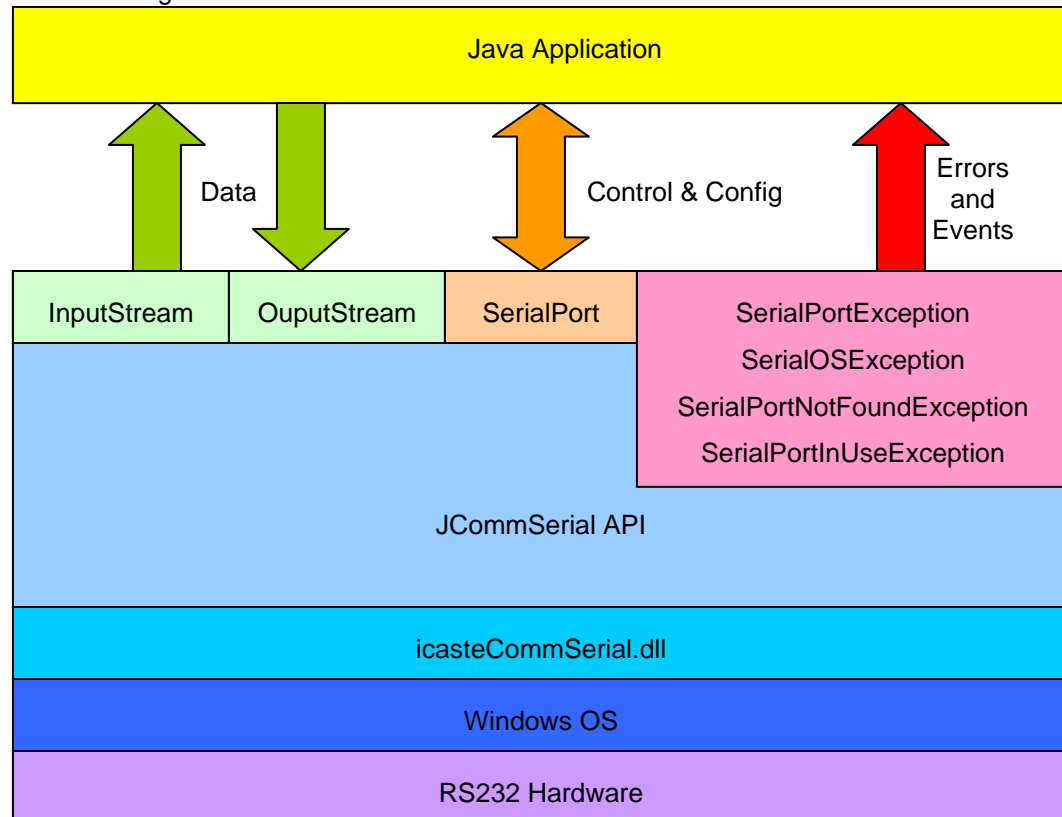 Java Application
Data
Control & Config
Errors
and
Events
InputStream
OuputStream
SerialPort
SerialPortException
SerialOSException
SerialPortNotFoundException
SerialPortInUseException
JCommSerial API
icasteCommSerial.dll
Windows OS
RS232 Hardware